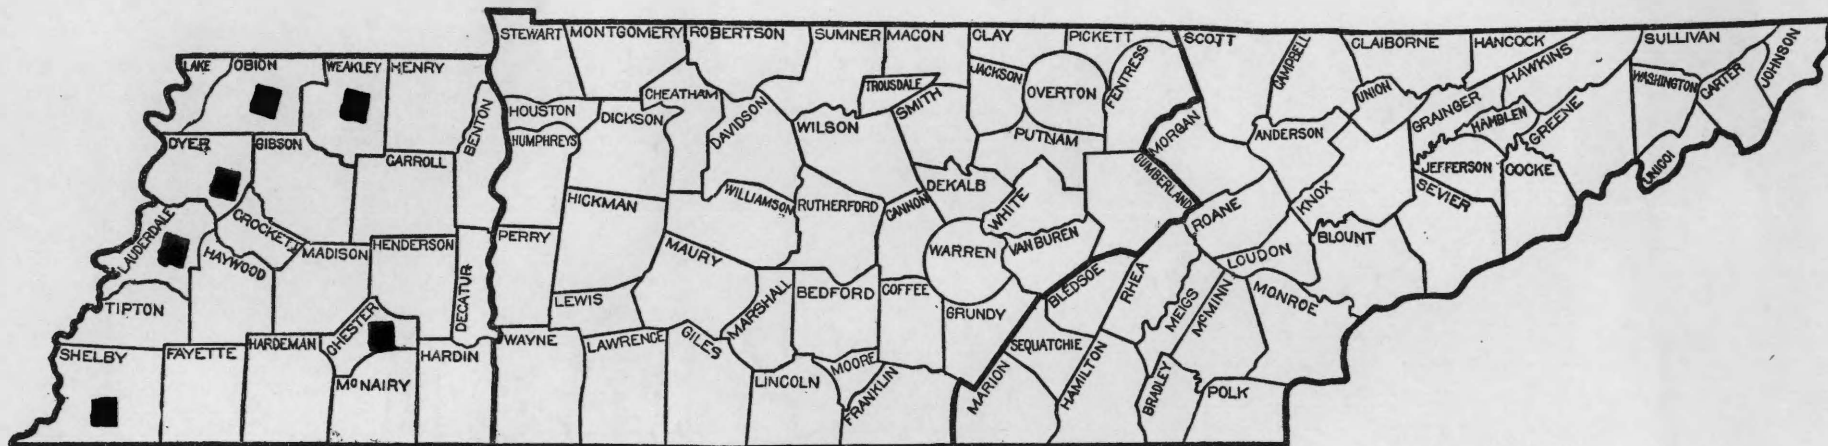 STEWART
MONTGOMERY
ROBERTSON
SUMNER
MACON
CLAY
PICKETT
SCOTT
CAMPBELL
CLAIBORNE
HANCOCK
HAWKINS
SULLIVAN
JOHNSON
LAKE
OBION
WEAKLEY
HENRY
BENTON
HOUSTON
HUMPHREYS
DICKSON
CHEATHAM
DAVIDSON
WILSON
TROUSDALE
SMITH
JACKSON
OVERTON
FENTRESS
PUTNAM
MORGAN
ANDERSON
UNION
GRAINGER
HAMBLEN
GREENE
WASHINGTON
CARTER
UNICOI
DYER
GIBSON
CARROLL
HICKMAN
WILLIAMSON
RUTHERFORD
CANNON
DEKALB
WHITE
CUMBERLAND
ROANE
KNOX
JEFFERSON
COCKE
SEVIER
LAUDERDALE
CROCKETT
HAYWOOD
MADISON
HENDERSON
DECATUR
PERRY
MAURY
WARREN
VAN BUREN
BLEDSOE
RHEA
MEIGS
MCMINN
LOUDON
BLOUNT
MONROE
TIPTON
LEWIS
MARSHALL
BEDFORD
COFFEE
GRUNDY
SEQUATCHIE
SHELBY
FAYETTE
HARDEMAN
CHESTER
MCNAIRY
HARDIN
WAYNE
LAWRENCE
GILES
LINCOLN
MOORE
FRANKLIN
MARION
HAMILTON
BRADLEY
POLK